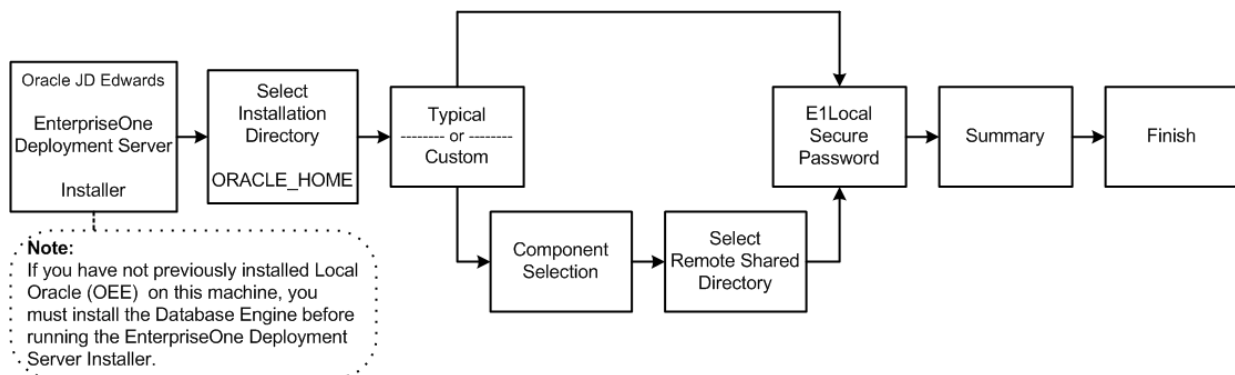 Oracle JD Edwards
EnterpriseOne
Deployment Server
Installer
Select
Installation
Directory
ORACLE_HOME
Typical
-------- or --------
Custom
Component
Selection
Select
Remote Shared
Directory
E1Local
Secure
Password
Summary
Finish
Note:
If you have not previously installed Local
Oracle (OEE)  on this machine, you
must install the Database Engine before
running the EnterpriseOne Deployment
Server Installer.